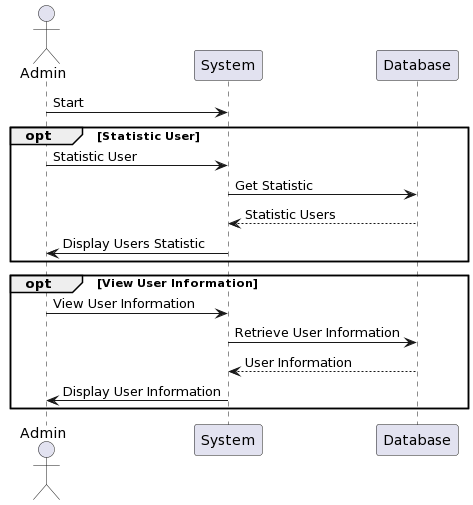 Admin
System
Database
Start
opt [Statistic User]
Statistic User
Get Statistic
Statistic Users
Display Users Statistic
opt [View User Information]
View User Information
Retrieve User Information
User Information
Display User Information
Admin
System
Database